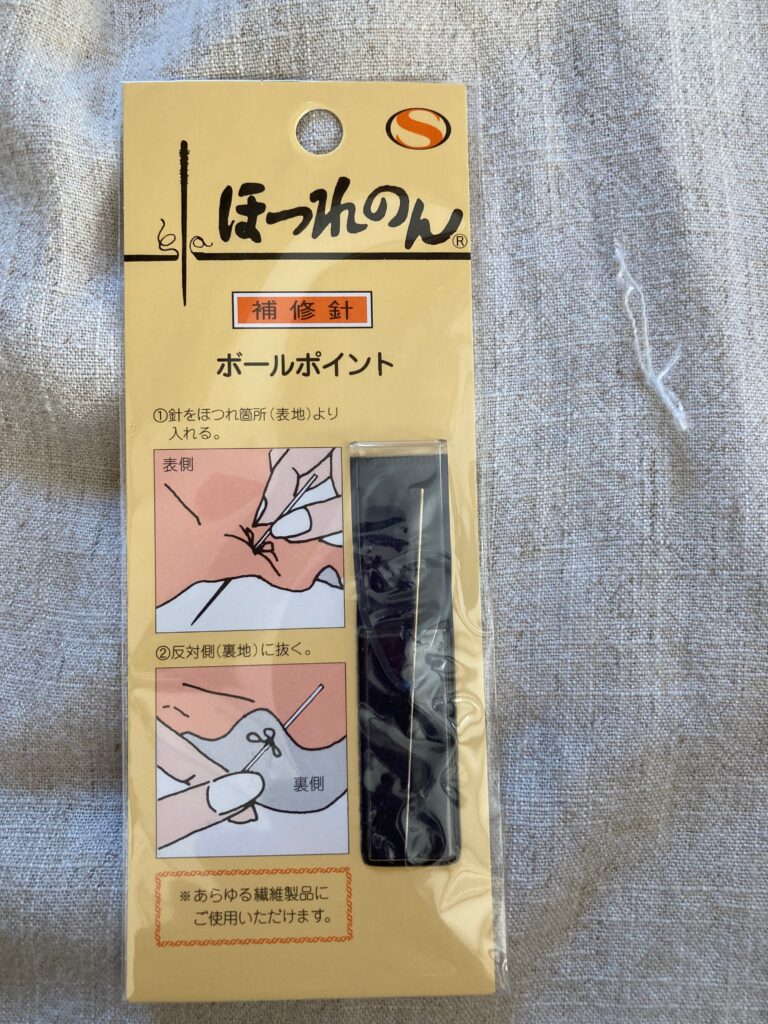 S
ほつれのん®
補修針
ボールポイント
①針をほつれ箇所(表地)より
入れる。
表側
②反対側(裏地)に抜く。
裏側
※あらゆる繊維製品に
ご使用いただけます。